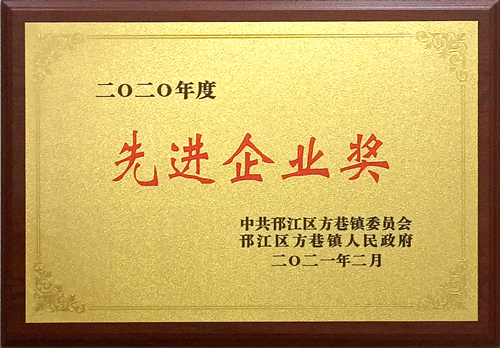 二〇二〇年度
先进企业奖
中共邗江区方巷镇委员会
邗江区方巷镇人民政府
二〇二一年二月